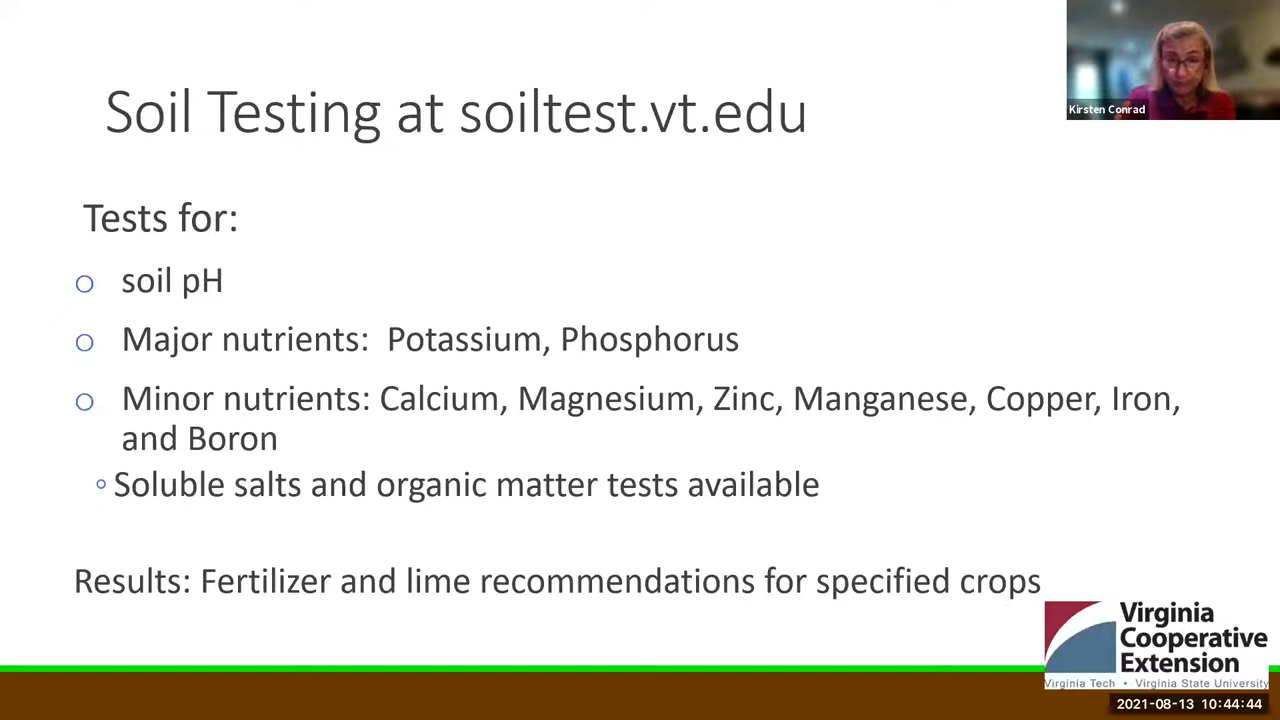 Soil Testing at soiltest.vt.edu
Kirsten Conrad
Tests for:
o soil pH
o Major nutrients: Potassium, Phosphorus
o Minor nutrients: Calcium, Magnesium, Zinc, Manganese, Copper, Iron,
and Boron
◦ Soluble salts and organic matter tests available
Results: Fertilizer and lime recommendations for specified crops
Virginia
Cooperative
Extension
Virginia Tech • Virginia State University
2021-08-13 10:44:44